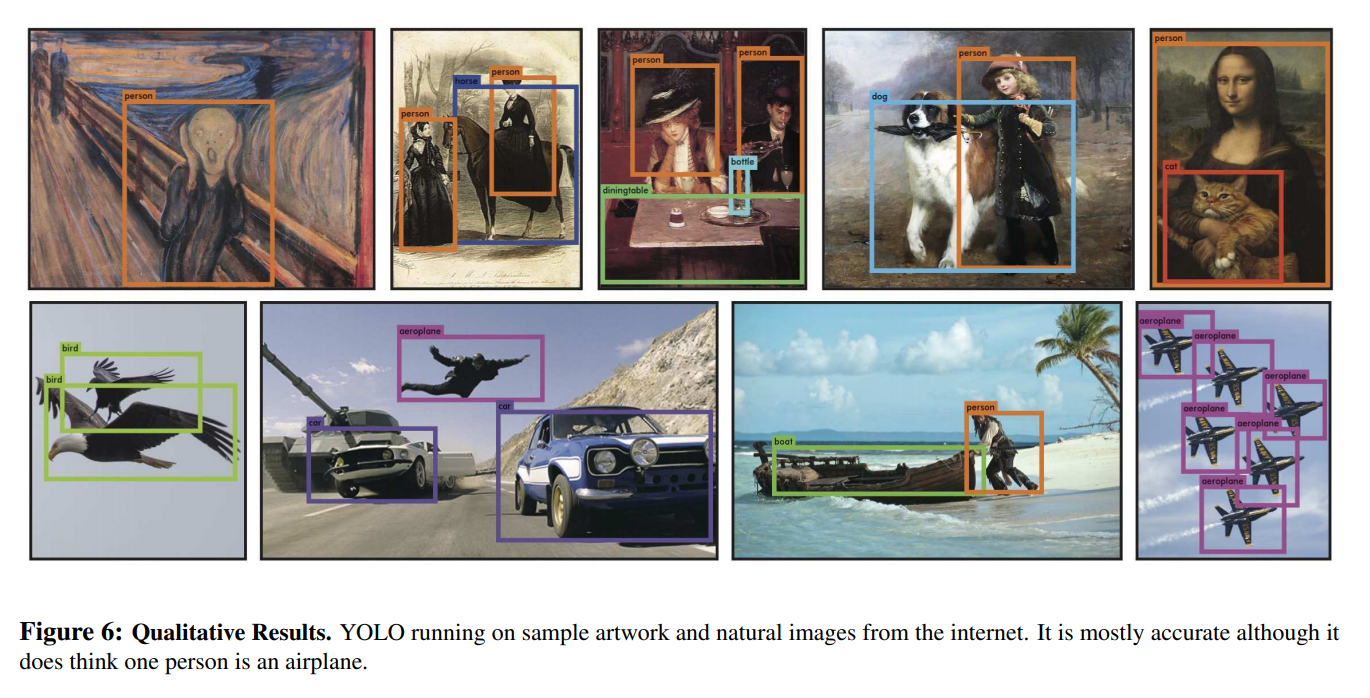 person
person
horse
person
person
person
bottle
diningtable
person
dog
person
cat
bird
bird
aeroplane
car
car
person
boat
aeroplane
aeroplane
aeroplane
aeroplane
aeroplane
aeroplane
Figure 6: Qualitative Results. YOLO running on sample artwork and natural images from the internet. It is mostly accurate although it
does think one person is an airplane.